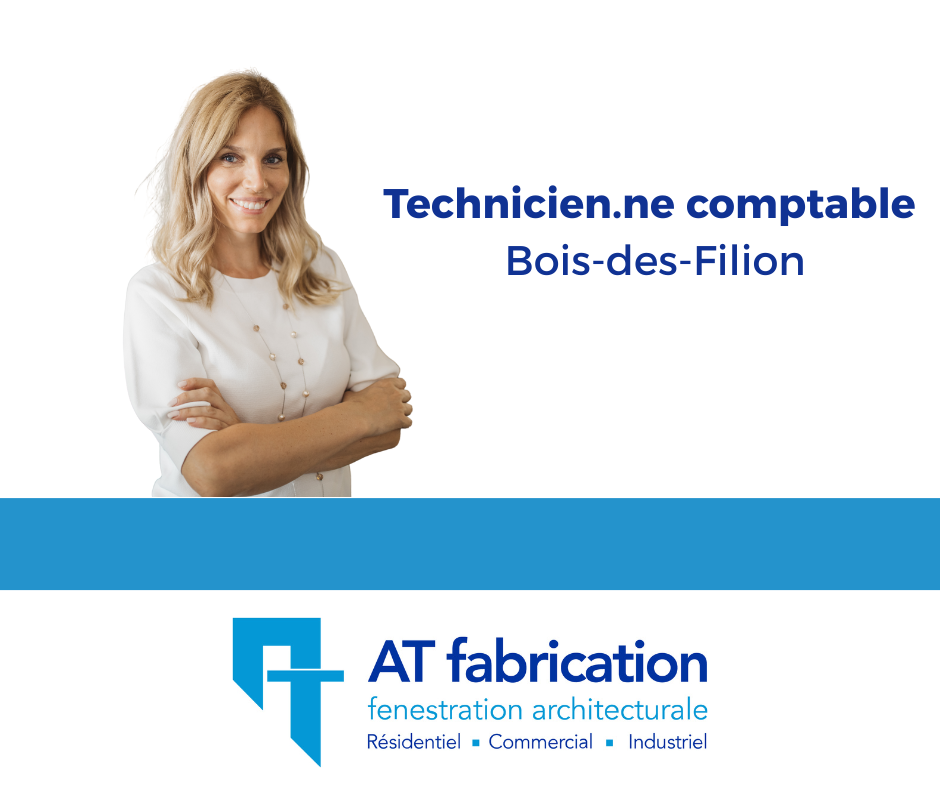 Technicien.ne comptable
Bois-des-Filion
AT fabrication
fenestration architecturale
Résidentiel ▪ Commercial ▪ Industriel